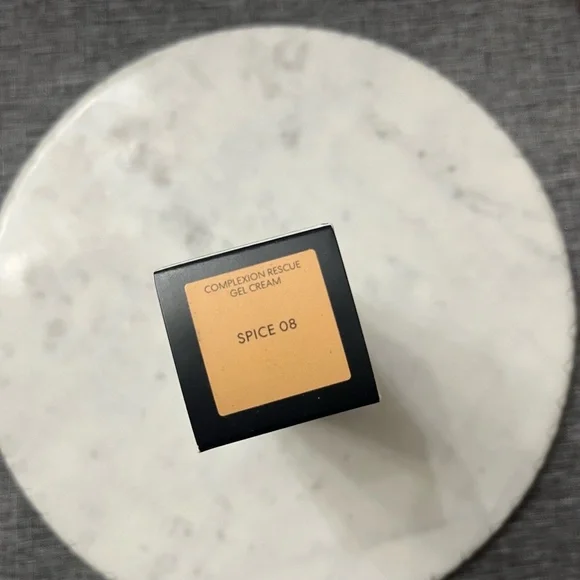 COMPLEXION RESCUE
GEL CREAM
SPICE 08